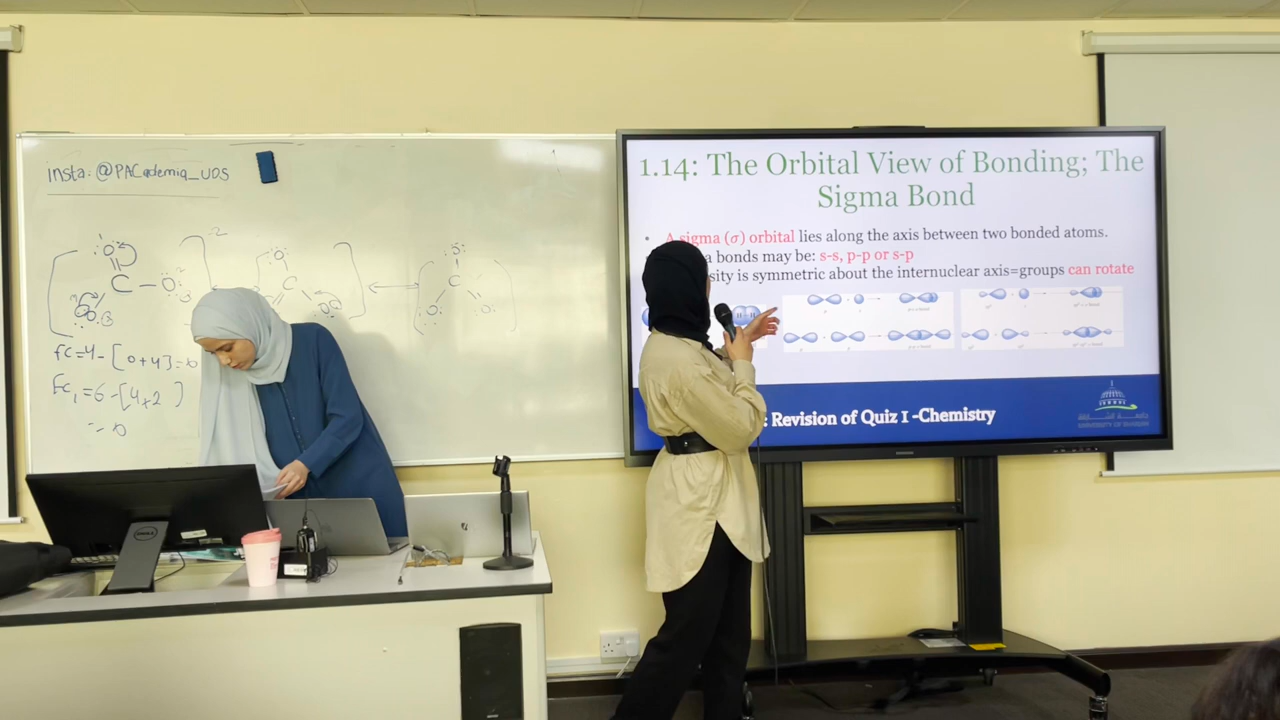 insta: @PACademia_UOS
-2
C
C
C
fc=4-[0+4]=0
fc1=6-[4+2]
=0
1.14: The Orbital View of Bonding; The
Sigma Bond
• A sigma (σ) orbital lies along the axis between two bonded atoms.
bonds may be: s-s, p-p or s-p
is symmetric about the internuclear axis=groups can rotate
: Revision of Quiz I -Chemistry
DELL